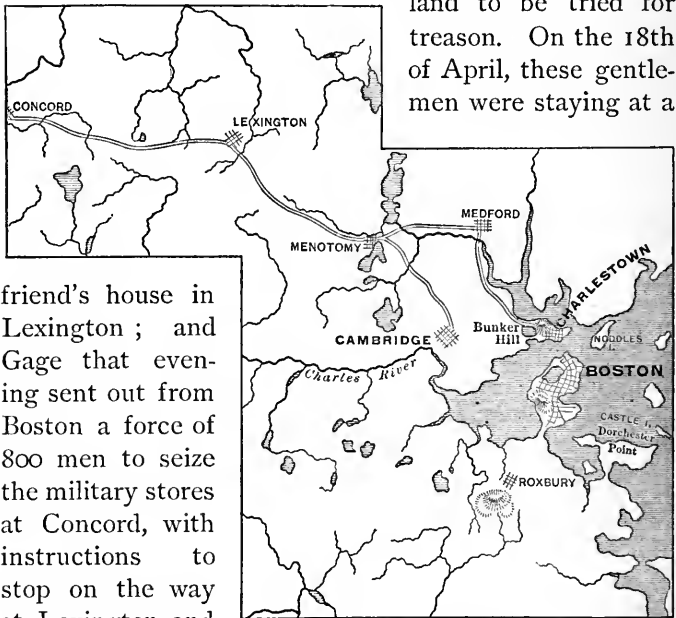 land to be tried for
treason. On the 18th
of April, these gentle-
men were staying at a
CONCORD
LEXINGTON
MENOTOMY
MEDFORD
CHARLESTOWN
Bunker
Hill
NODDLES
I.
CAMBRIDGE
Charles River
BOSTON
CASTLE I.
Dorchester
Point
ROXBURY
friend's house in
Lexington ; and
Gage that even-
ing sent out from
Boston a force of
800 men to seize
the military stores
at Concord, with
instructions to
stop on the way
at Lexington and